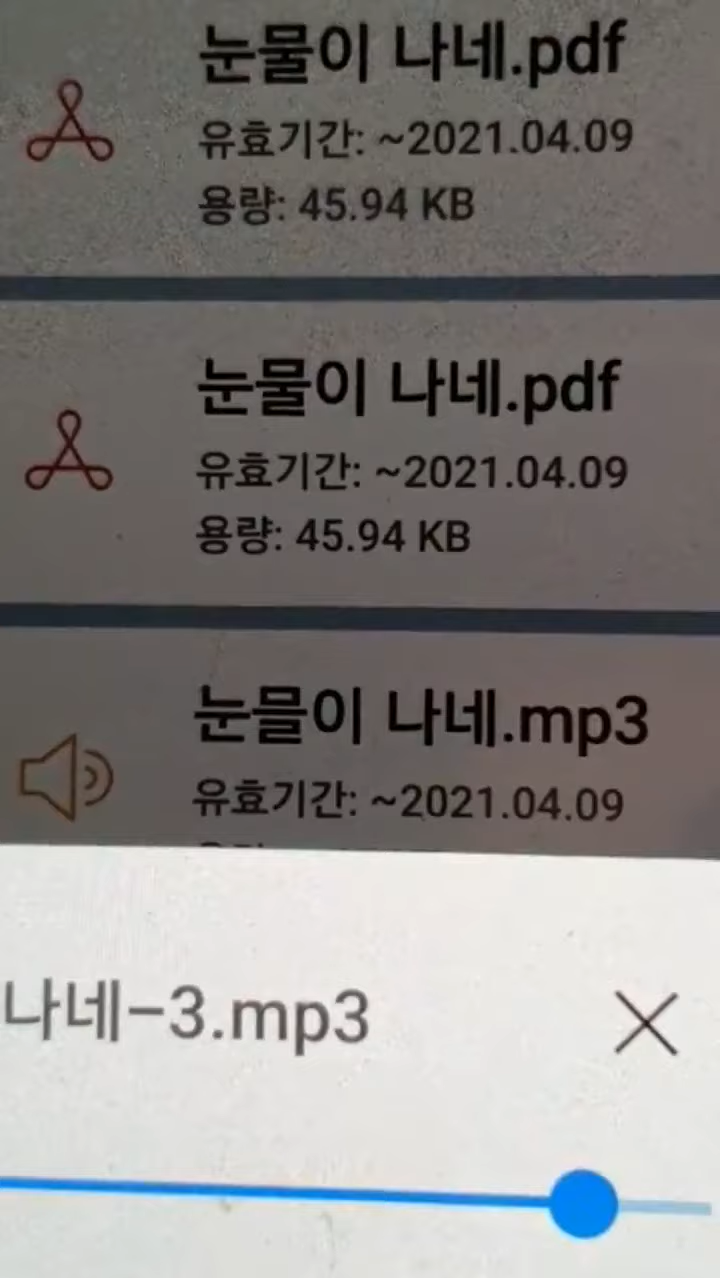 눈물이 나네.pdf
유효기간: ~2021.04.09
용량: 45.94 KB
눈물이 나네.pdf
유효기간: ~2021.04.09
용량: 45.94 KB
눈믈이 나네.mp3
유효기간: ~2021.04.09
나네-3.mp3